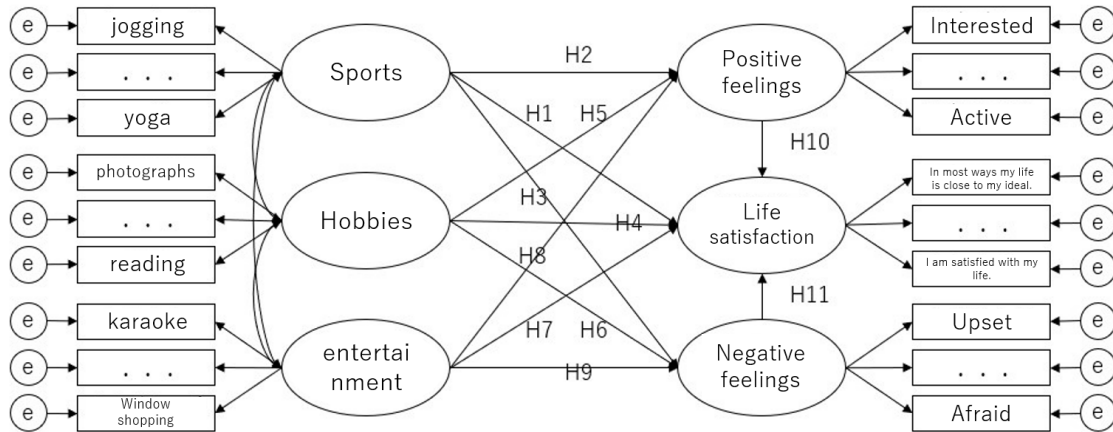 e
jogging
e
. . .
e
yoga
e
photographs
e
. . .
e
reading
e
karaoke
e
. . .
e
Window
shopping
Sports
Hobbies
entertai
nment
H2
H1
H5
H3
H4
H8
H7
H6
H9
Positive
feelings
H10
Life
satisfaction
H11
Negative
feelings
Interested
e
. . .
e
Active
e
In most ways my life
is close to my ideal.
e
. . .
e
I am satisfied with my
life.
e
Upset
e
. . .
e
Afraid
e